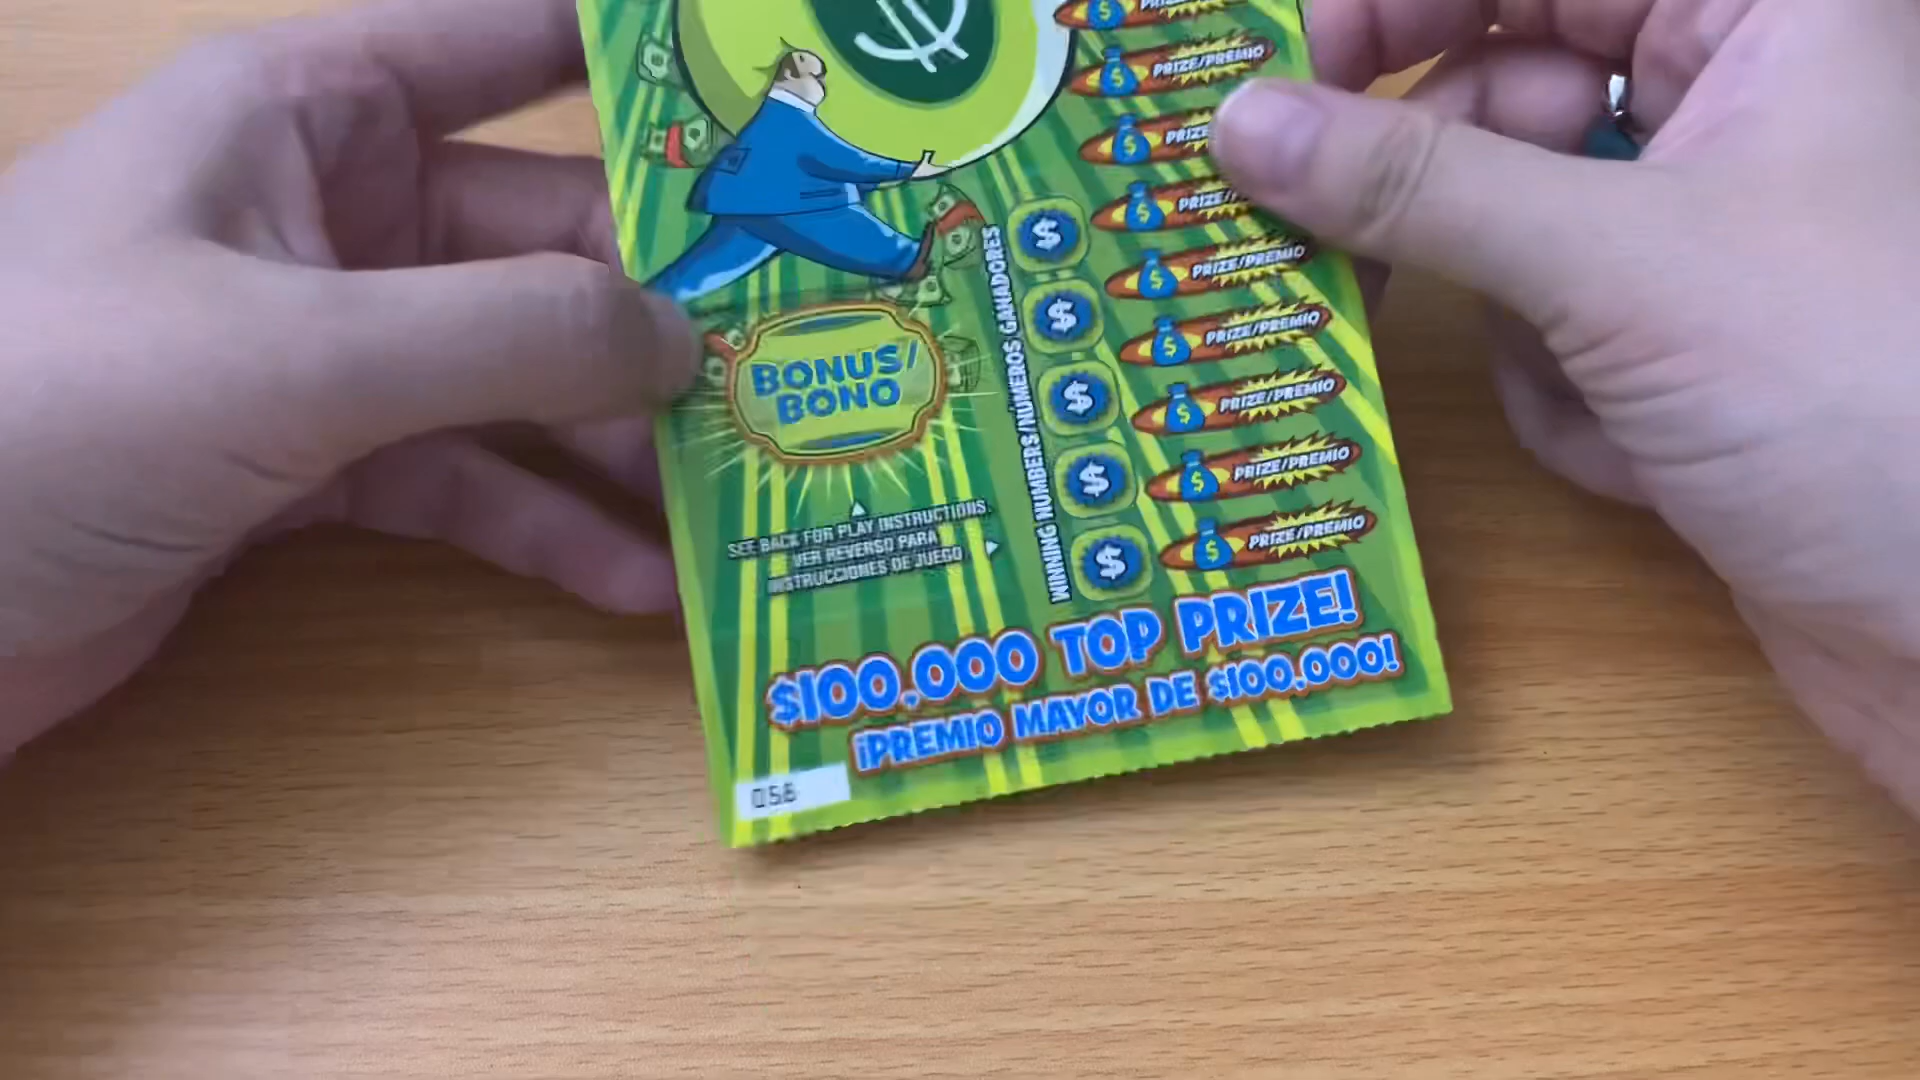 $
PRIZE/PREMIO
$
PRIZE
$
PRIZE/
$
PRIZE/PREMIO
$
PRIZE/PREMIO
$
PRIZE/PREMIO
$
PRIZE/PREMIO
$
PRIZE/PREMIO
$
WINNING NUMBERS/NÚMEROS GANADORES
$
$
$
$
$
BONUS/
BONO
SEE BACK FOR PLAY INSTRUCTIONS
VER REVERSO PARA
INSTRUCCIONES DE JUEGO
$100,000 TOP PRIZE!
¡PREMIO MAYOR DE $100,000!
056